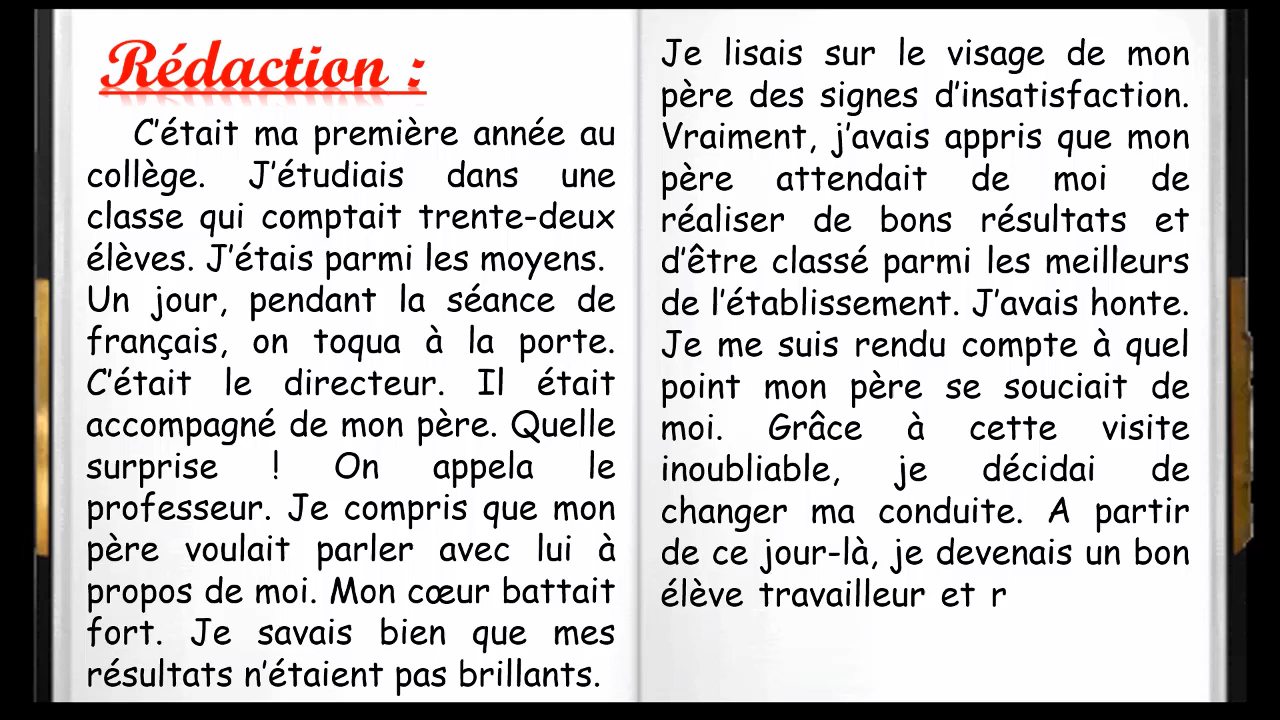 Rédaction :
C'était ma première année au
collège. J'étudiais dans une
classe qui comptait trente-deux
élèves. J'étais parmi les moyens.
Un jour, pendant la séance de
français, on toqua à la porte.
C'était le directeur. Il était
accompagné de mon père. Quelle
surprise ! On appela le
professeur. Je compris que mon
père voulait parler avec lui à
propos de moi. Mon cœur battait
fort. Je savais bien que mes
résultats n'étaient pas brillants.
Je lisais sur le visage de mon
père des signes d'insatisfaction.
Vraiment, j'avais appris que mon
père attendait de moi de
réaliser de bons résultats et
d'être classé parmi les meilleurs
de l'établissement. J'avais honte.
Je me suis rendu compte à quel
point mon père se souciait de
moi. Grâce à cette visite
inoubliable, je décidai de
changer ma conduite. A partir
de ce jour-là, je devenais un bon
élève travailleur et r